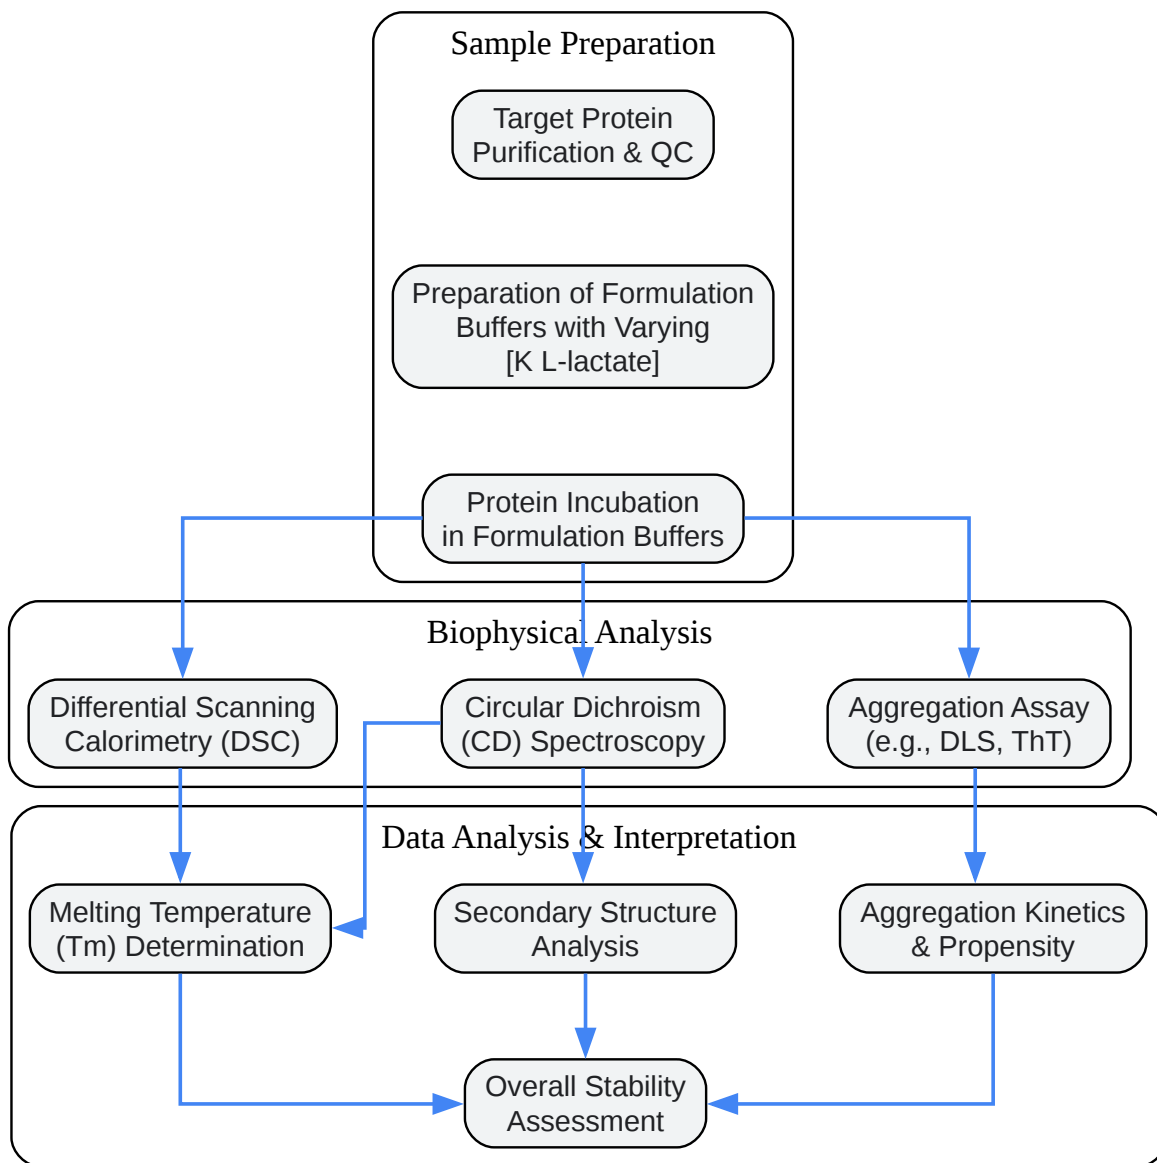 Sample Preparation
Target Protein
Purification & QC
Preparation of Formulation
Buffers with Varying
[K L-lactate]
Protein Incubation
in Formulation Buffers
Biophysical Analysis
Differential Scanning
Calorimetry (DSC)
Circular Dichroism
(CD) Spectroscopy
Aggregation Assay
(e.g., DLS, ThT)
Data Analysis & Interpretation
Melting Temperature
(Tm) Determination
Secondary Structure
Analysis
Aggregation Kinetics
& Propensity
Overall Stability
Assessment